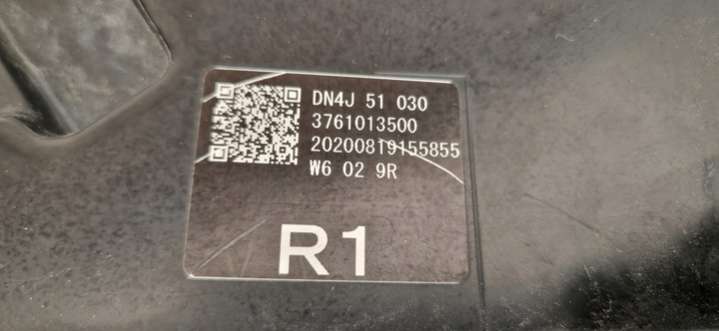 DN4J 51 030
3761013500
20200819155855
W6 02 9R
R1